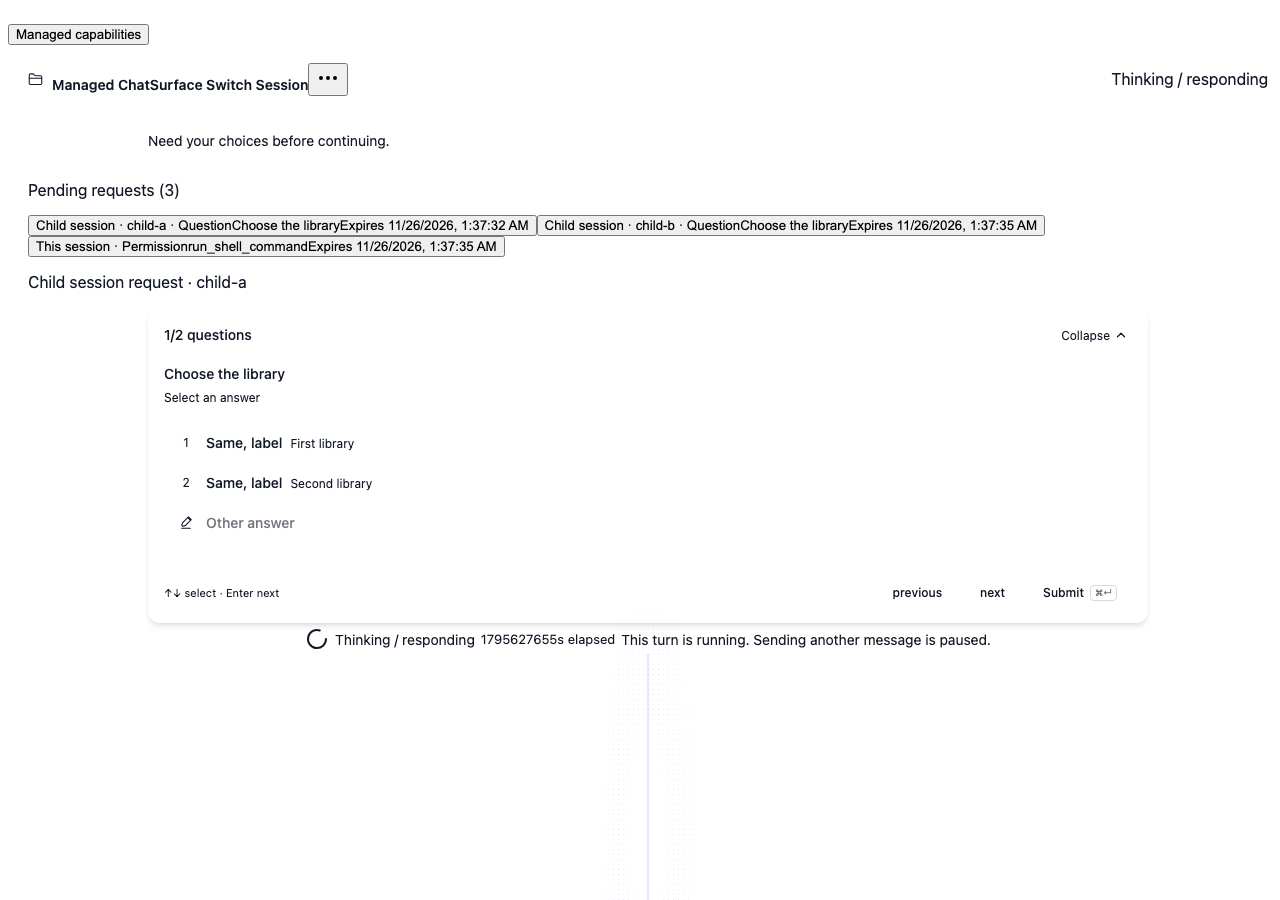 Managed capabilities
Managed ChatSurface Switch Session
Thinking / responding
Need your choices before continuing.
Pending requests (3)
Child session · child-a · QuestionChoose the libraryExpires 11/26/2026, 1:37:32 AM
Child session · child-b · QuestionChoose the libraryExpires 11/26/2026, 1:37:35 AM
This session · Permissionrun_shell_commandExpires 11/26/2026, 1:37:35 AM
Child session request · child-a
1/2 questions
Collapse
Choose the library
Select an answer
1 Same, label First library
2 Same, label Second library
Other answer
↑↓ select · Enter next
previous next Submit ⌘↵
Thinking / responding 1795627655s elapsed This turn is running. Sending another message is paused.